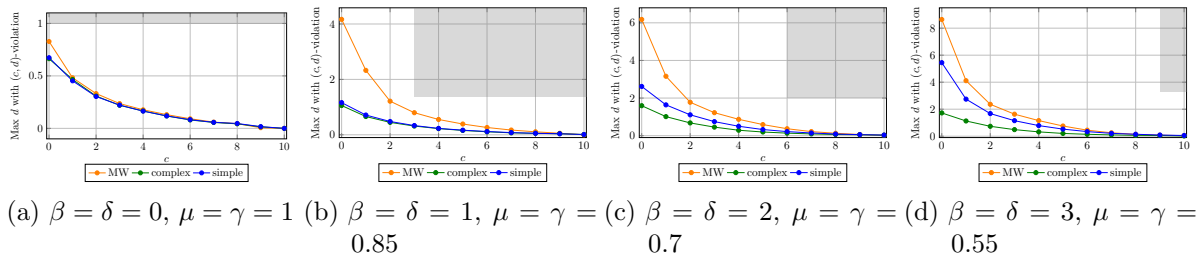 Max d with (c, d)-violation
1
0.5
0
0 2 4 6 8 10
c
MW complex simple
(a) β = δ = 0, μ = γ = 1
Max d with (c, d)-violation
4
2
0
0 2 4 6 8 10
c
MW complex simple
(b) β = δ = 1, μ = γ =
0.85
Max d with (c, d)-violation
6
4
2
0
0 2 4 6 8 10
c
MW complex simple
(c) β = δ = 2, μ = γ =
0.7
Max d with (c, d)-violation
8
6
4
2
0
0 2 4 6 8 10
c
MW complex simple
(d) β = δ = 3, μ = γ =
0.55